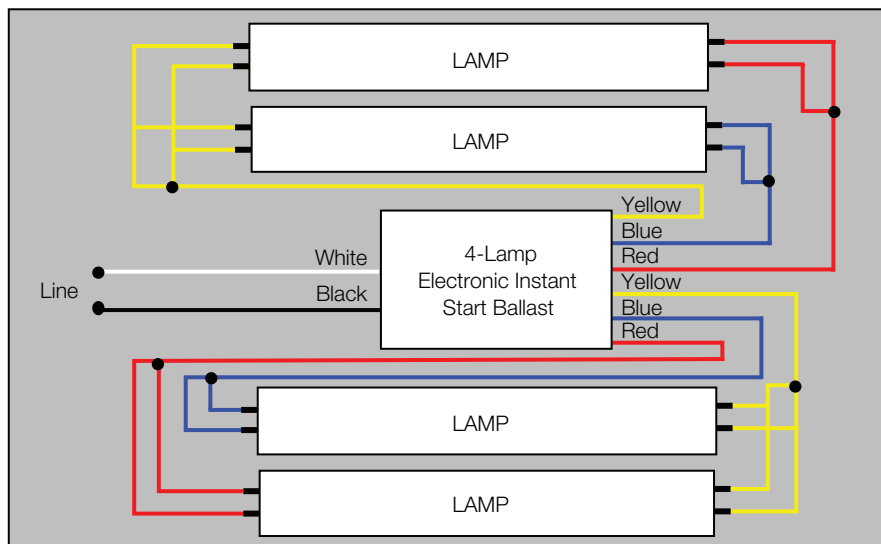 LAMP
LAMP
Yellow
Blue
Red
Yellow
Blue
Red
White
Black
Line
4-Lamp
Electronic Instant
Start Ballast
LAMP
LAMP